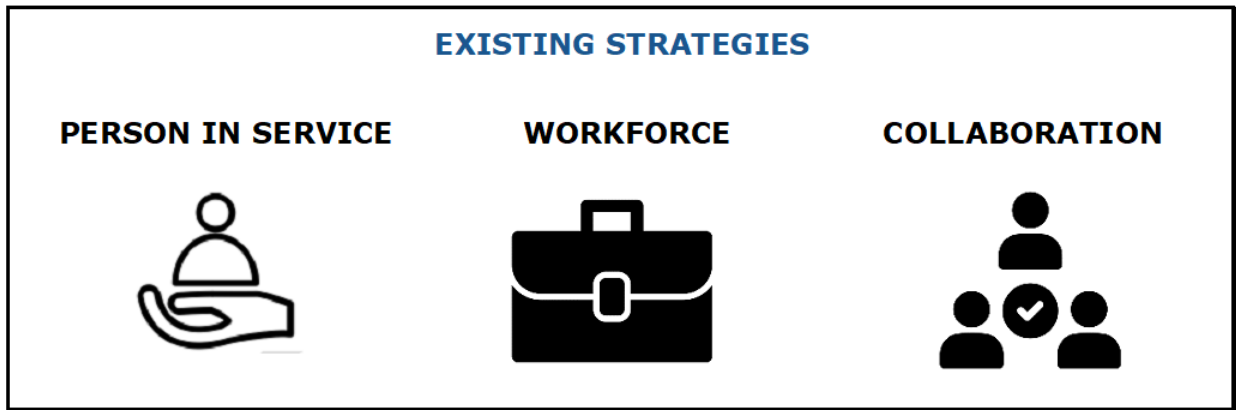 EXISTING STRATEGIES
PERSON IN SERVICE
WORKFORCE
COLLABORATION